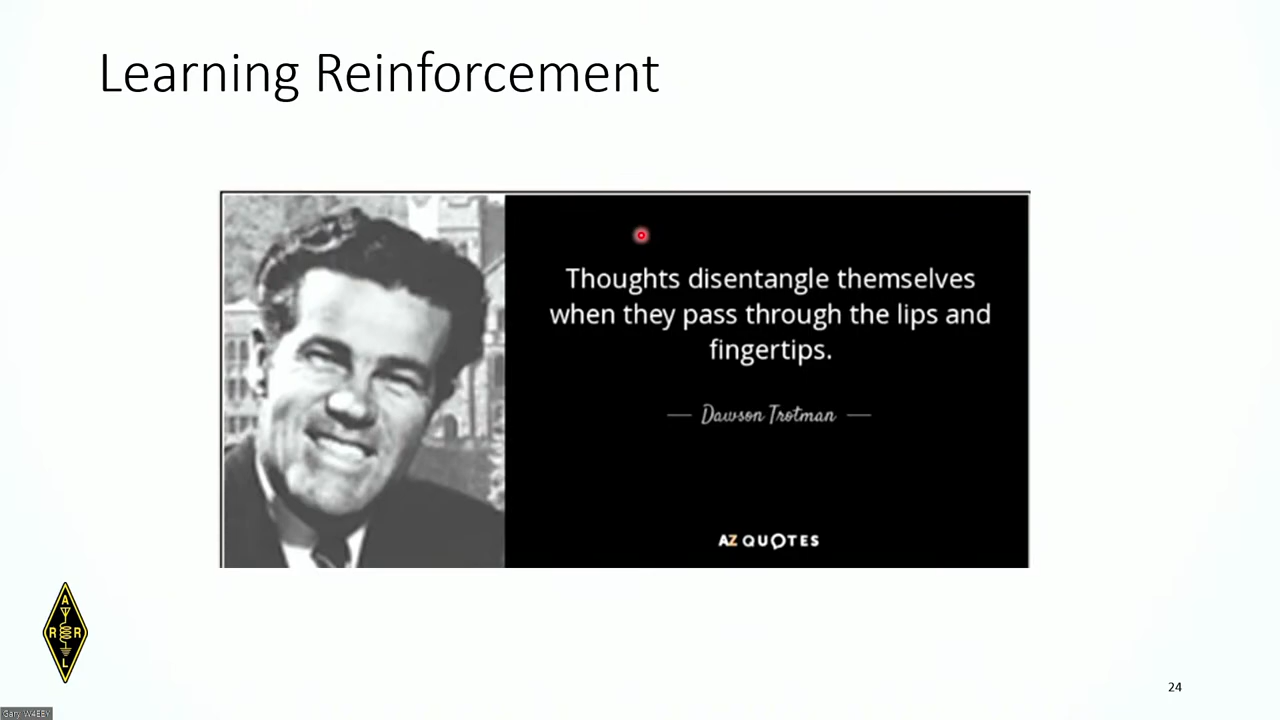 Learning Reinforcement
Thoughts disentangle themselves
when they pass through the lips and
fingertips.
Dawson Trotman
AZ QUOTES
A
R R
L
24
Gary W4EEY